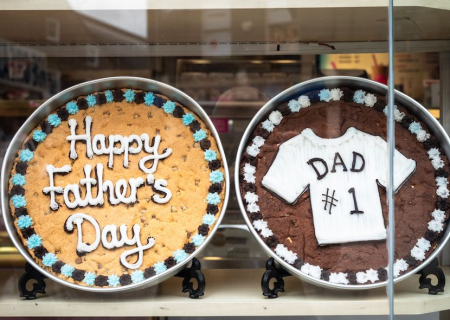 Happy
Father's
Day
DAD
#1